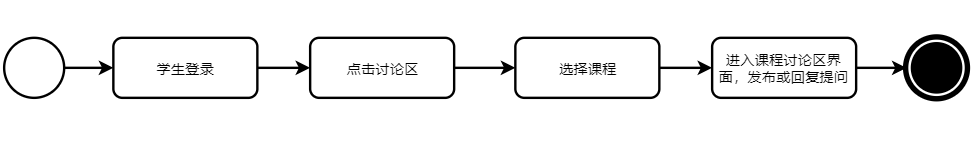 学生登录
点击讨论区
选择课程
进入课程讨论区界
面，发布或回复提问